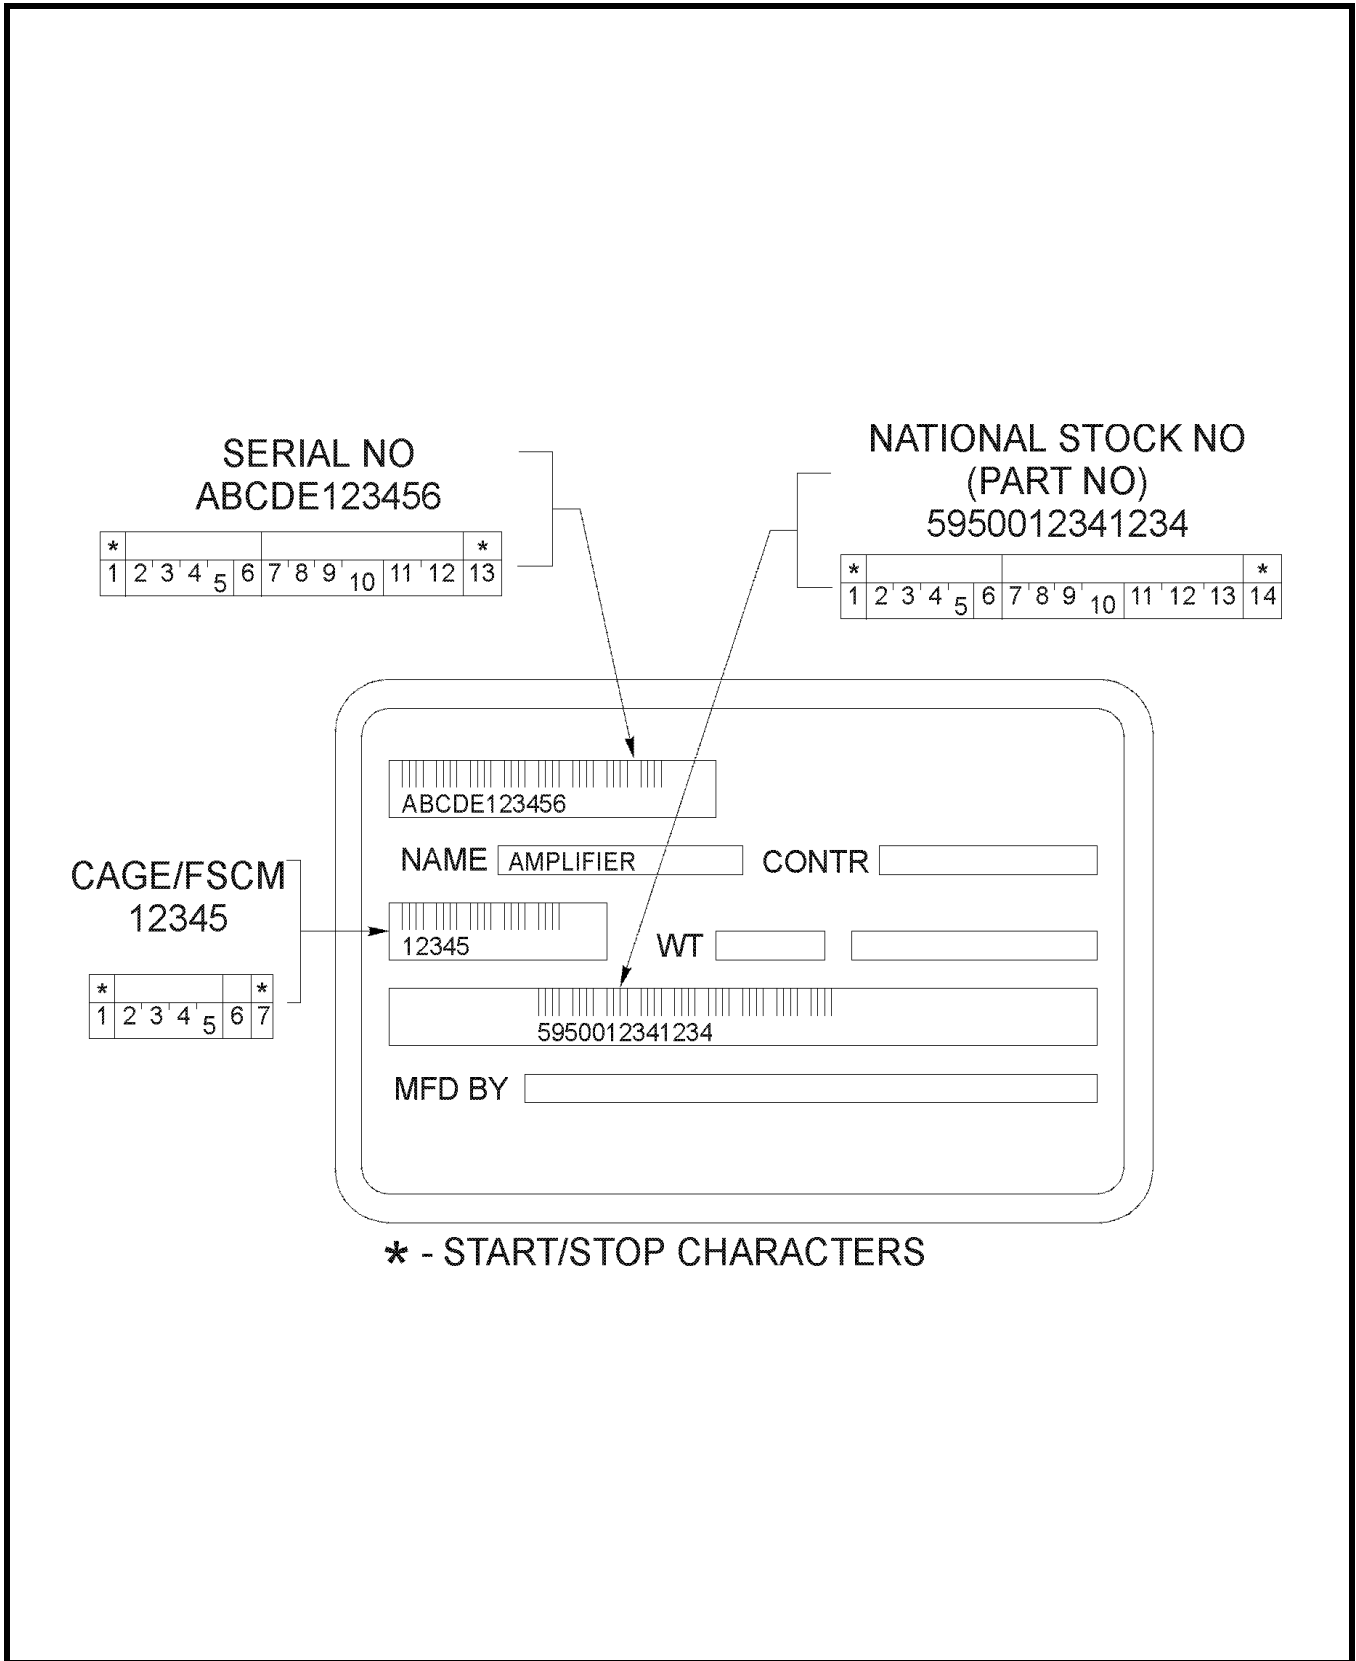 SERIAL NO
ABCDE123456
* *
1 2 3 4 5 6 7 8 9 10 11 12 13
NATIONAL STOCK NO
(PART NO)
5950012341234
* *
1 2 3 4 5 6 7 8 9 10 11 12 13 14
ABCDE123456
NAME AMPLIFIER CONTR
CAGE/FSCM
12345
* *
1 2 3 4 5 6 7
12345
WT
5950012341234
MFD BY
* - START/STOP CHARACTERS